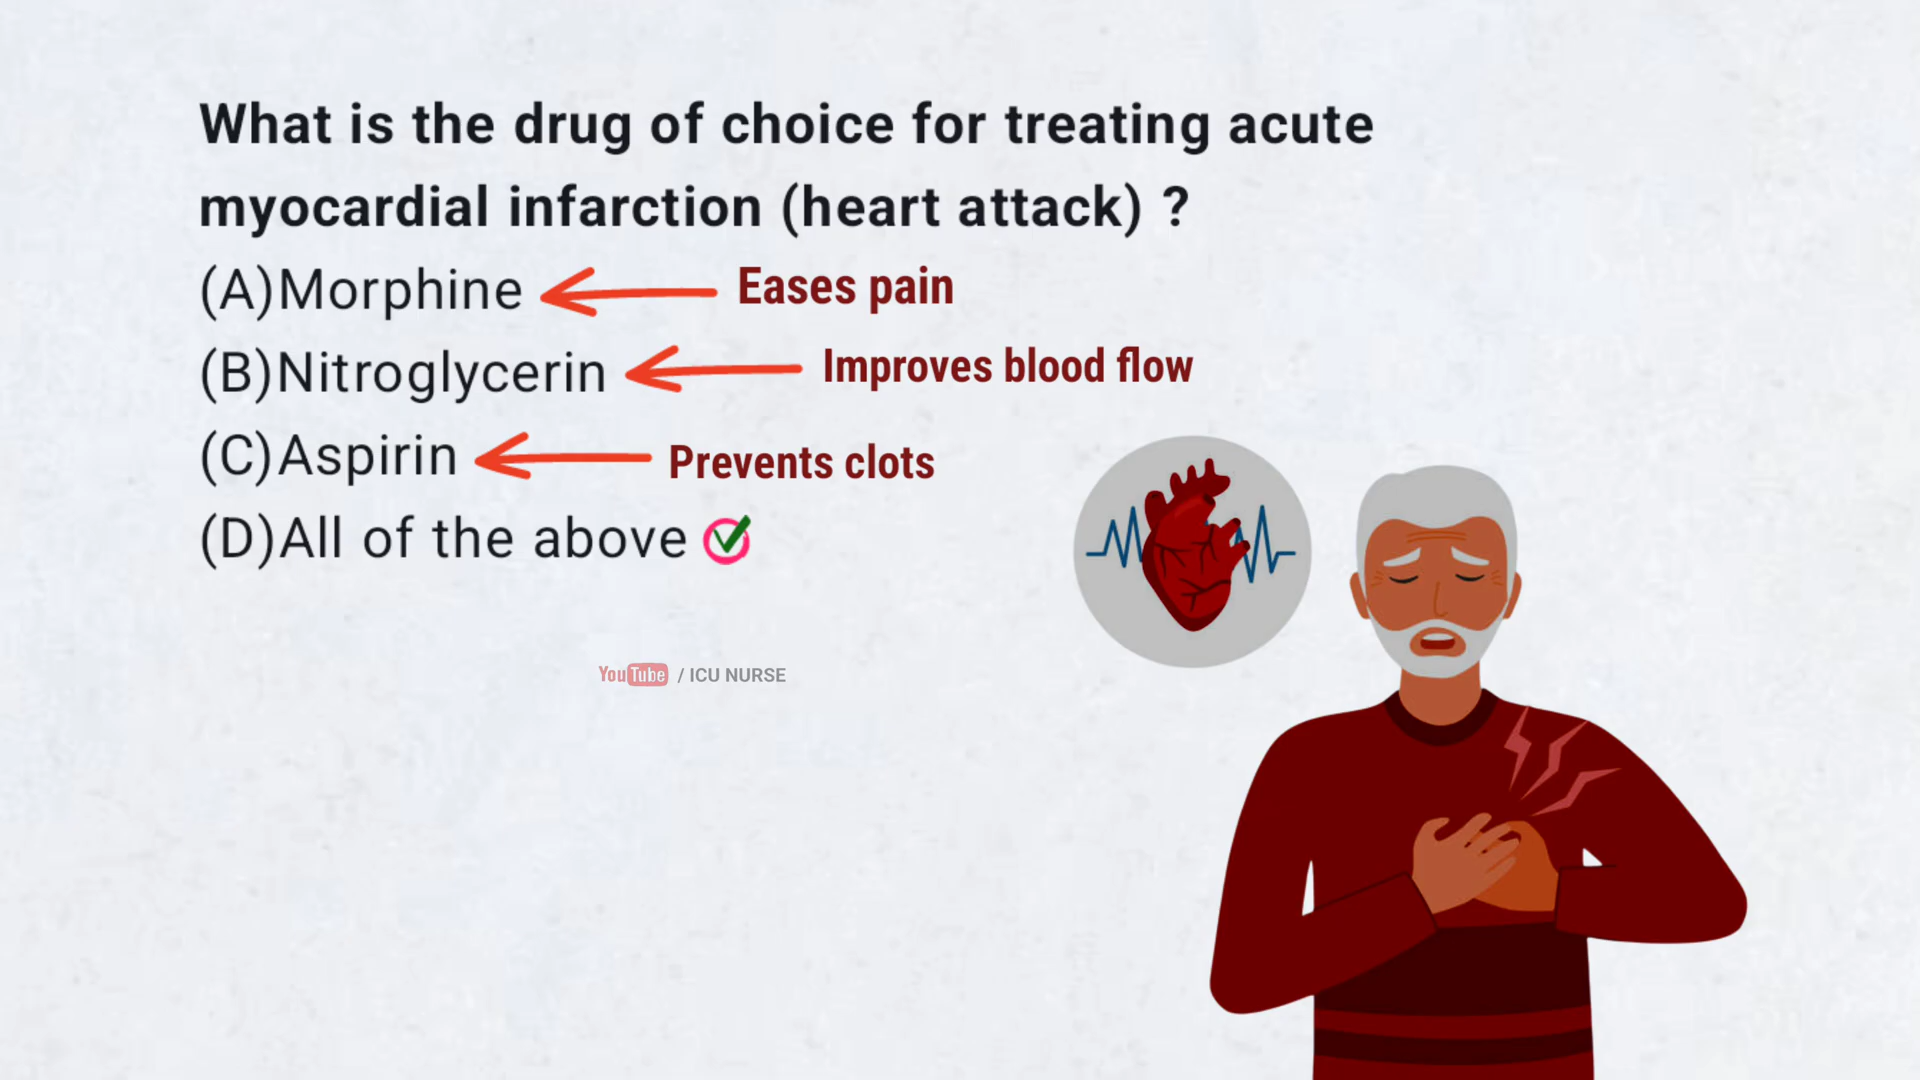 What is the drug of choice for treating acute
myocardial infarction (heart attack) ?
(A)Morphine Eases pain
(B)Nitroglycerin Improves blood flow
(C)Aspirin Prevents clots
(D)All of the above
YouTube / ICU NURSE